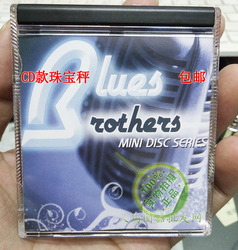 Blues
CD款珠宝秤 包邮
Brothers
MINI DISC SERIES